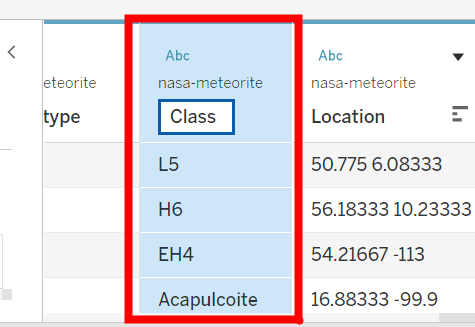 Abc Abc
eteorite nasa-meteorite nasa-meteorite
type Class Location
L5 50.775 6.08333
H6 56.18333 10.23333
EH4 54.21667 -113
Acapulcoite 16.88333 -99.9